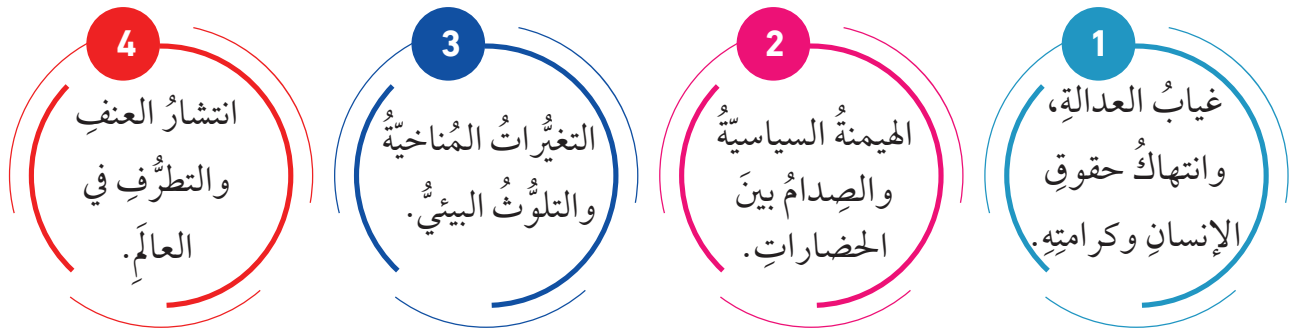 1
غيابُ العدالةِ،
وانتهاكُ حقوقِ
الإنسانِ وكرامتِهِ.
2
الهيمنةُ السياسيّةُ
والصِدامُ بينَ
الحضاراتِ.
3
التغيُّراتُ المُناخيّةُ
والتلوُّثُ البيئيُّ.
4
انتشارُ العنفِ
والتطرُّفِ في
العالَمِ.